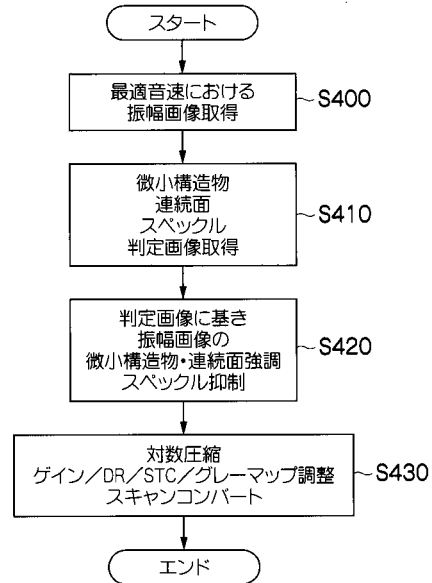 スタート
最適音速における
振幅画像取得
S400
微小構造物
連続面
スペックル
判定画像取得
S410
判定画像に基き
振幅画像の
微小構造物・連続面強調
スペックル抑制
S420
対数圧縮
ゲイン／DR／STC／グレーマップ調整
スキャンコンバート
S430
エンド